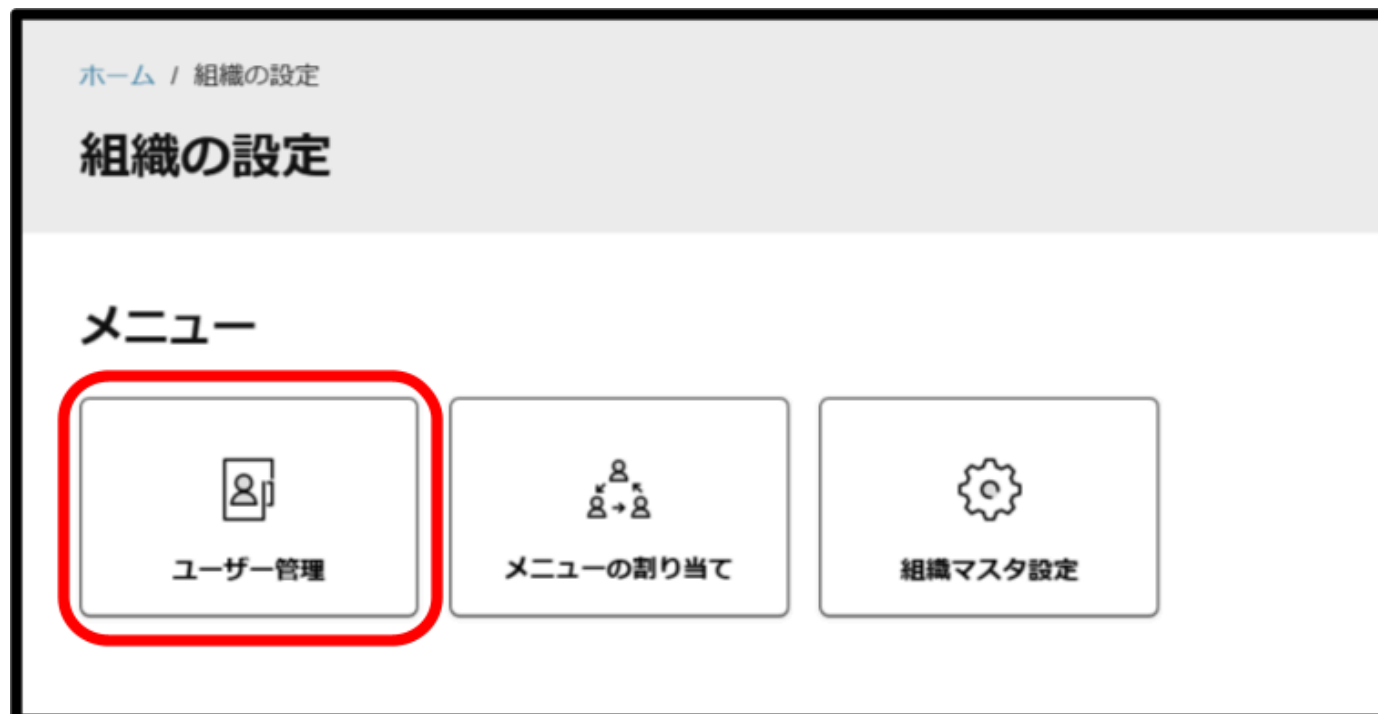 ホーム / 組織の設定
組織の設定
メニュー
ユーザー管理
メニューの割り当て
組織マスタ設定